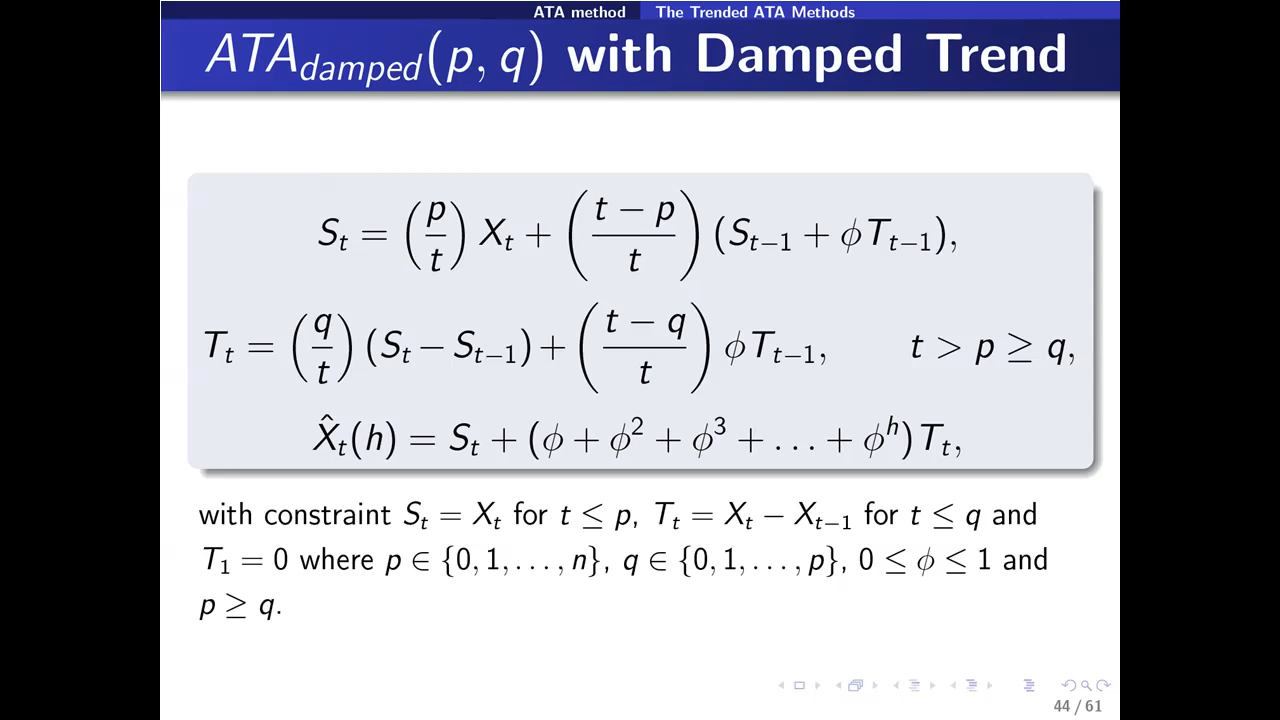 ATA method The Trended ATA Methods
ATA_{damped}(p, q) with Damped Trend
S_t = (p/t) X_t + ((t − p)/t) (S_{t−1} + ϕT_{t−1}),
T_t = (q/t) (S_t − S_{t−1}) + ((t − q)/t) ϕT_{t−1}, t > p ≥ q,
X̂_t(h) = S_t + (ϕ + ϕ² + ϕ³ + … + ϕ^h) T_t,
with constraint S_t = X_t for t ≤ p, T_t = X_t − X_{t−1} for t ≤ q and
T_1 = 0 where p ∈ {0, 1, …, n}, q ∈ {0, 1, …, p}, 0 ≤ ϕ ≤ 1 and
p ≥ q.
44 / 61